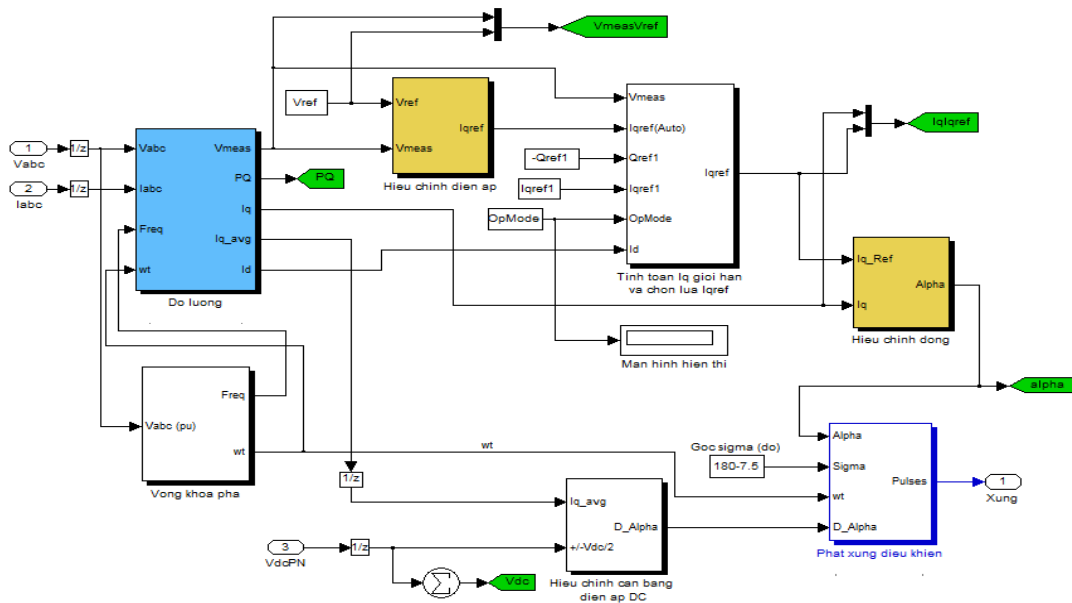 VmeasVref
Vref
Vref
Iqref
Vmeas
Hieu chinh dien ap
Vmeas
Iqref(Auto)
Qref1
Iqref1
OpMode
Id
Iqref
Tinh toan Iq gioi han
va chon lua Iqref
-Qref1
Iqref1
OpMode
IqIqref
1
Vabc
1/z
2
Iabc
1/z
Vabc
Iabc
Freq
wt
Vmeas
PQ
Iq
Iq_avg
Id
Do luong
PQ
Iq_Ref
Iq
Alpha
Hieu chinh dong
Man hinh hien thi
alpha
Vabc (pu)
Freq
wt
Vong khoa pha
wt
1/z
Goc sigma (do)
180-7.5
Alpha
Sigma
wt
D_Alpha
Pulses
Phat xung dieu khien
1
Xung
Iq_avg
+/-Vdc/2
D_Alpha
Hieu chinh can bang
dien ap DC
3
VdcPN
1/z
Σ
Vdc